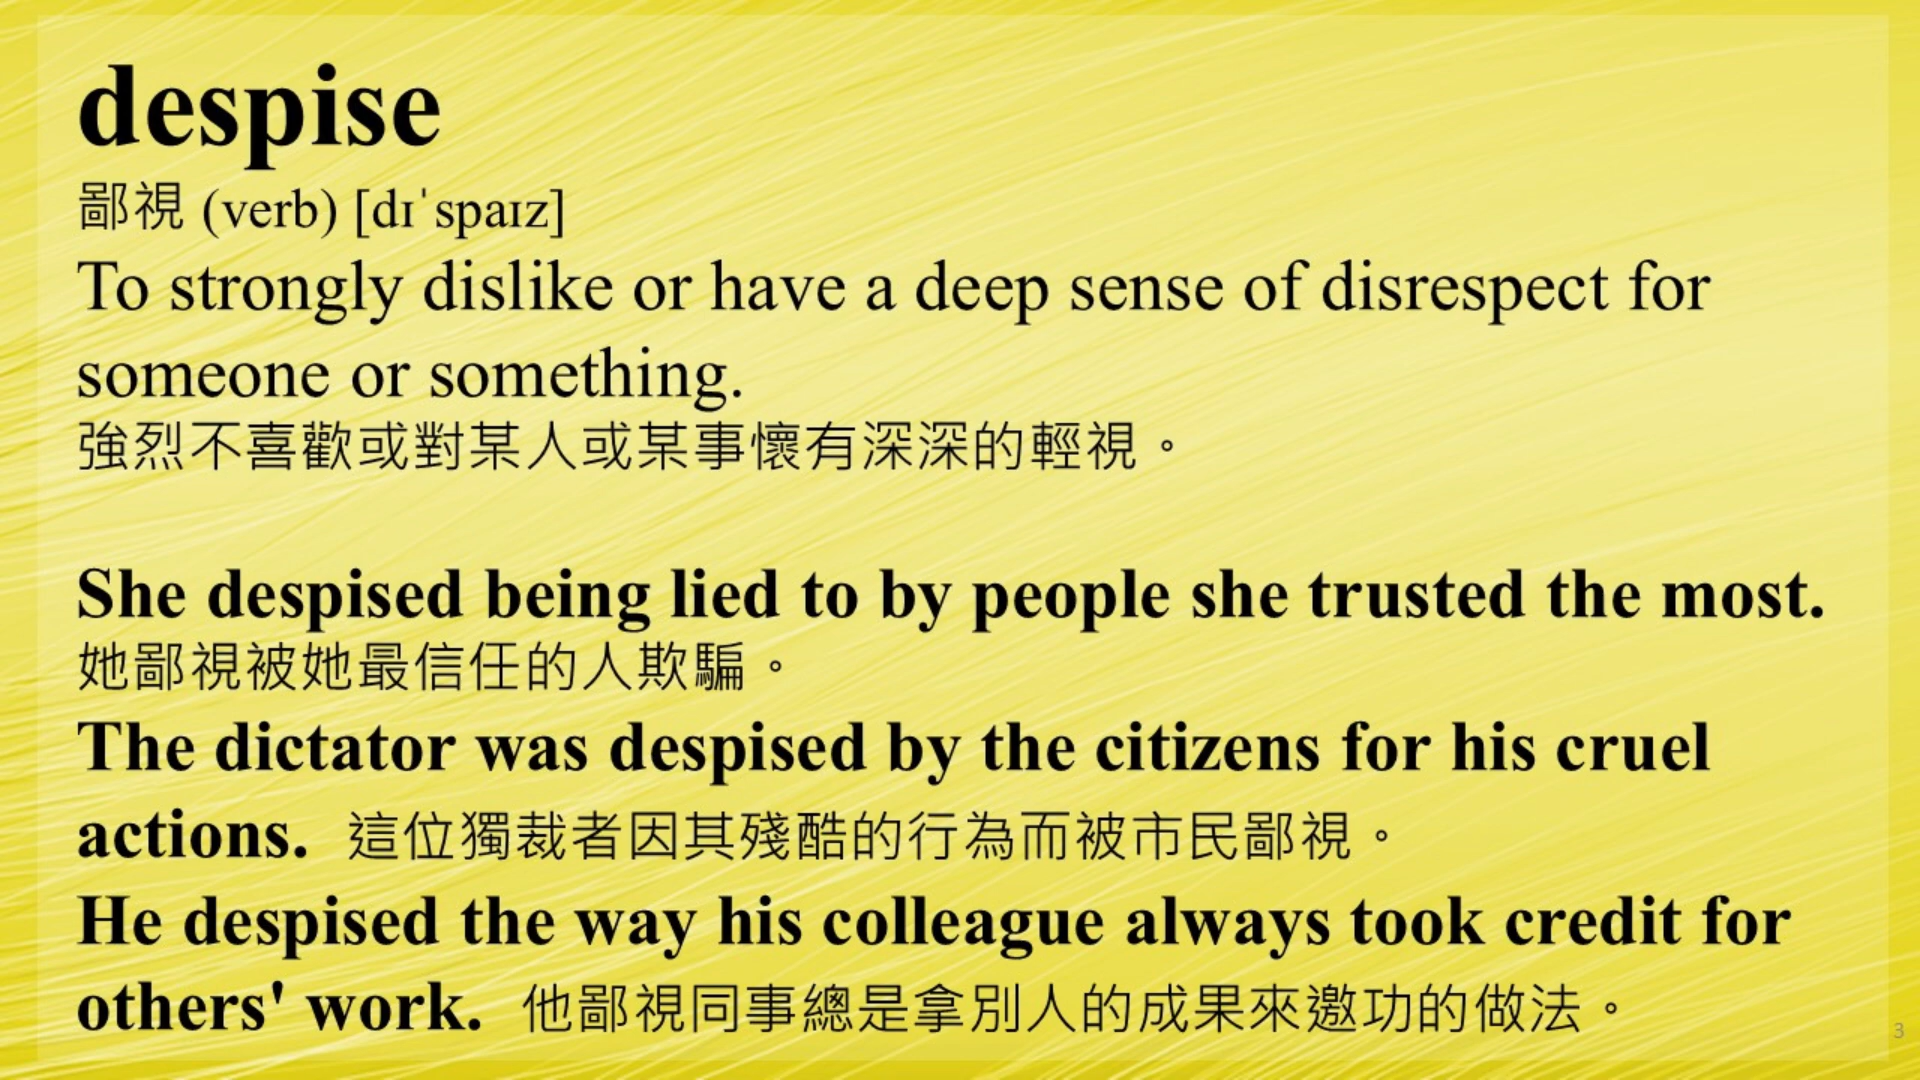 despise
鄙視 (verb) [dɪˈspaɪz]
To strongly dislike or have a deep sense of disrespect for
someone or something.
強烈不喜歡或對某人或某事懷有深深的輕視。
She despised being lied to by people she trusted the most.
她鄙視被她最信任的人欺騙。
The dictator was despised by the citizens for his cruel
actions. 這位獨裁者因其殘酷的行為而被市民鄙視。
He despised the way his colleague always took credit for
others' work. 他鄙視同事總是拿別人的成果來邀功的做法。
3